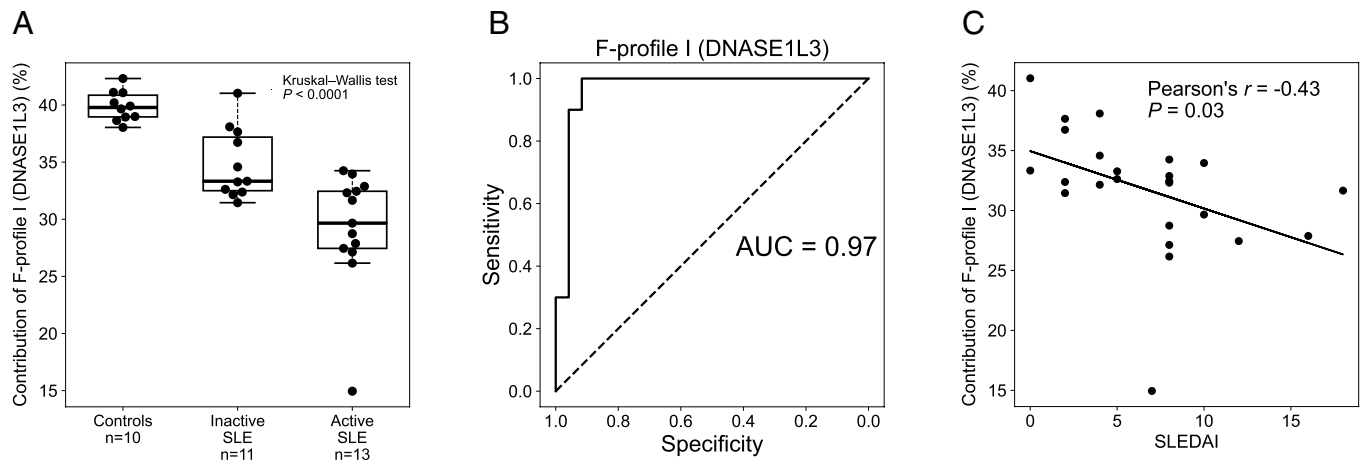 A
Contribution of F-profile I (DNASE1L3) (%)
40
35
30
25
20
15
Kruskal–Wallis test
P < 0.0001
Controls
n=10
Inactive
SLE
n=11
Active
SLE
n=13
B
F-profile I (DNASE1L3)
Sensitivity
1.0
0.8
0.6
0.4
0.2
0.0
AUC = 0.97
1.0 0.8 0.6 0.4 0.2 0.0
Specificity
C
Contribution of F-profile I (DNASE1L3) (%)
40
35
30
25
20
15
Pearson's r = -0.43
P = 0.03
0 5 10 15
SLEDAI